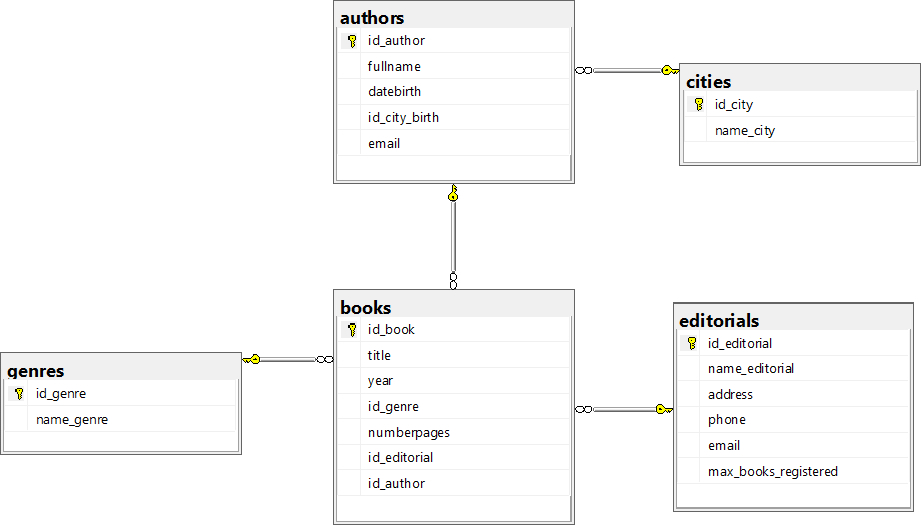 authors
id_author
fullname
datebirth
id_city_birth
email
cities
id_city
name_city
books
id_book
title
year
id_genre
numberpages
id_editorial
id_author
genres
id_genre
name_genre
editorials
id_editorial
name_editorial
address
phone
email
max_books_registered